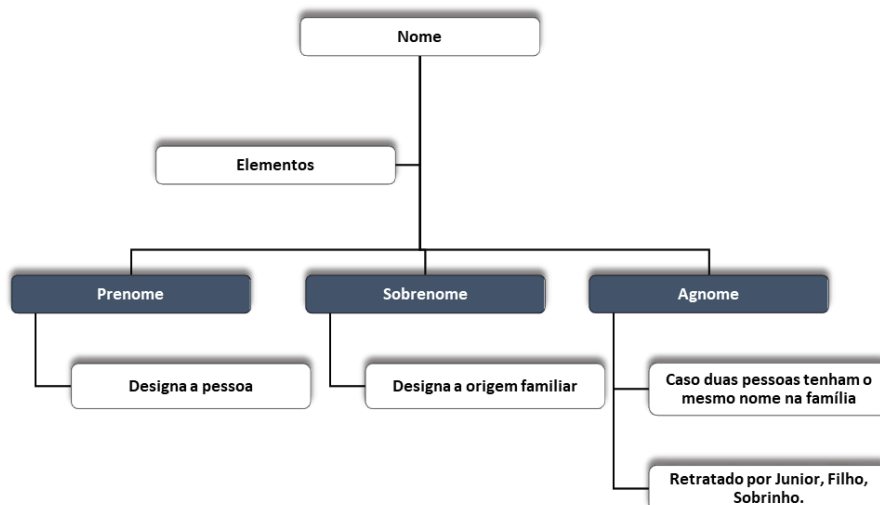 Nome
Elementos
Prenome
Sobrenome
Agnome
Designa a pessoa
Designa a origem familiar
Caso duas pessoas tenham o
mesmo nome na família
Retratado por Junior, Filho,
Sobrinho.